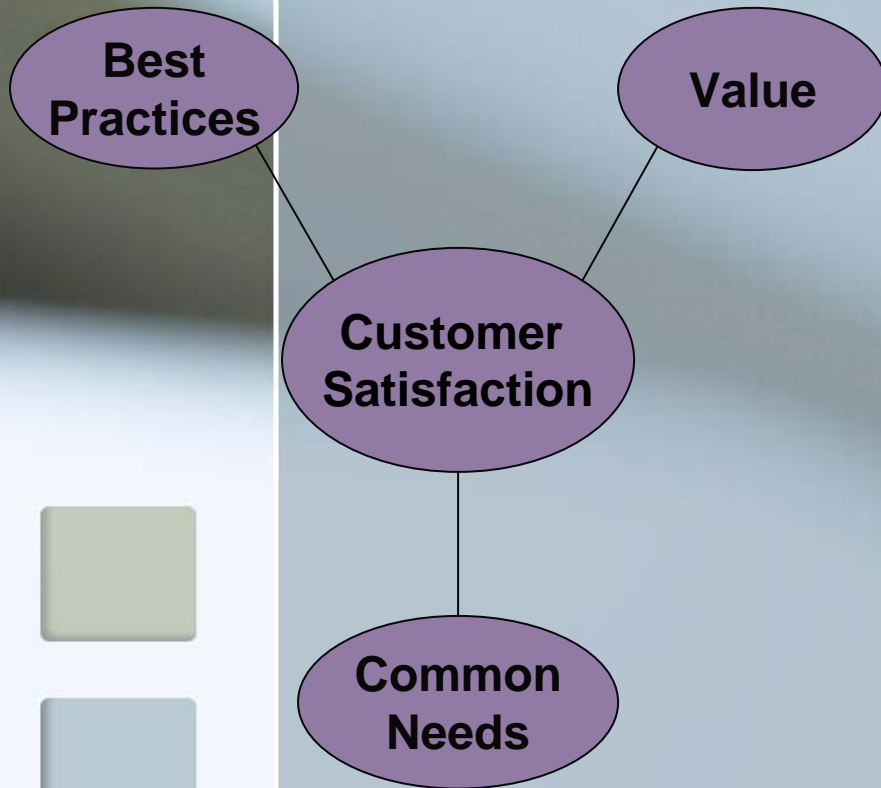 Best
Practices
Value
Customer
Satisfaction
Common
Needs